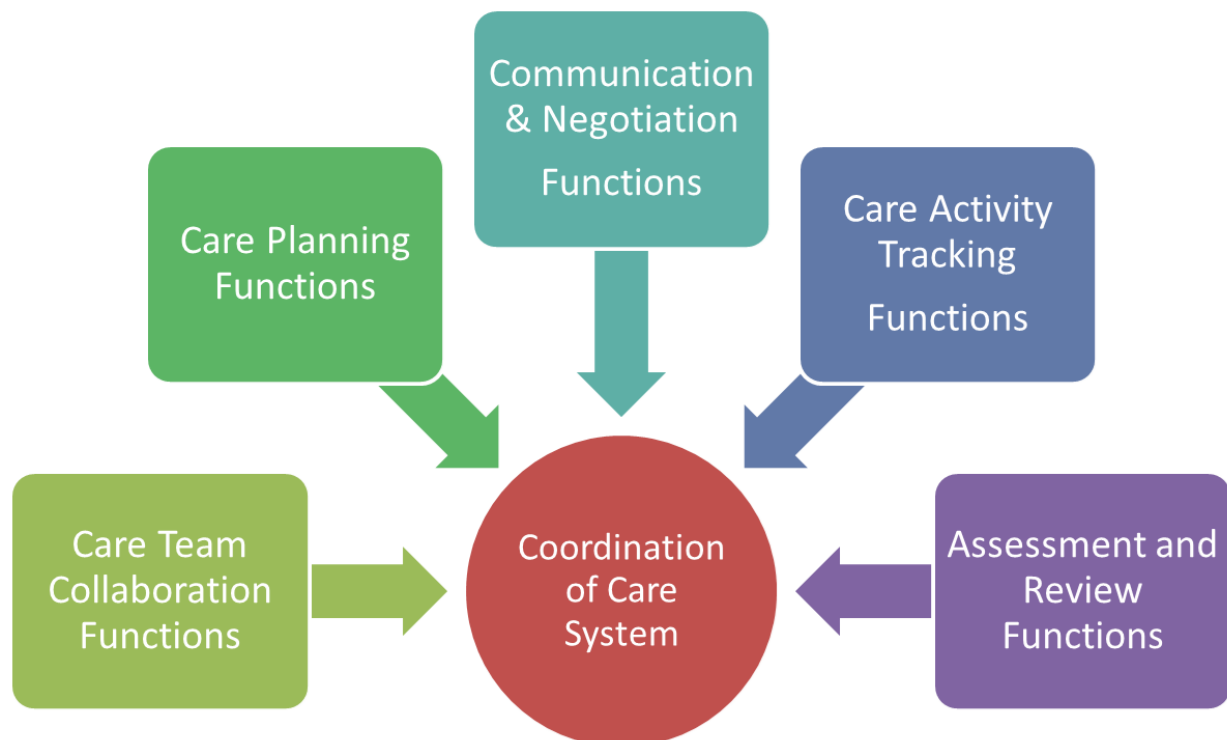 Communication
& Negotiation
Functions
Care Planning
Functions
Care Activity
Tracking
Functions
Care Team
Collaboration
Functions
Coordination
of Care
System
Assessment and
Review
Functions